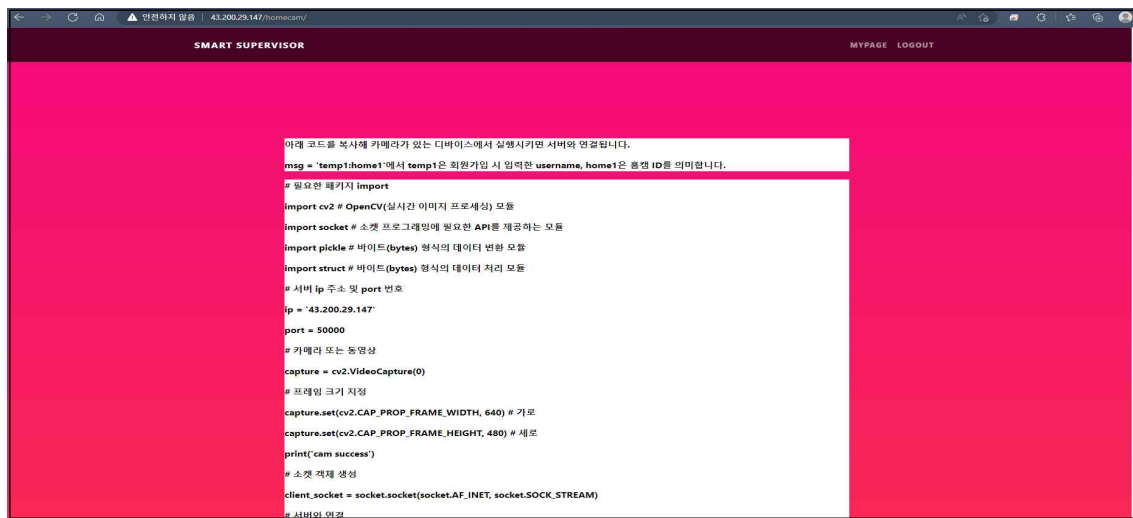 안전하지 않음 | 43.200.29.147/homecam/
SMART SUPERVISOR
MYPAGE LOGOUT
아래 코드를 복사해 카메라가 있는 디바이스에서 실행시키면 서버와 연결됩니다.
msg = 'temp1:home1'에서 temp1은 회원가입 시 입력한 username, home1은 홈캠 ID를 의미합니다.
# 필요한 패키지 import
import cv2 # OpenCV(실시간 이미지 프로세싱) 모듈
import socket # 소켓 프로그래밍에 필요한 API를 제공하는 모듈
import pickle # 바이트(bytes) 형식의 데이터 변환 모듈
import struct # 바이트(bytes) 형식의 데이터 처리 모듈
# 서버 ip 주소 및 port 번호
ip = '43.200.29.147'
port = 50000
# 카메라 또는 동영상
capture = cv2.VideoCapture(0)
# 프레임 크기 지정
capture.set(cv2.CAP_PROP_FRAME_WIDTH, 640) # 가로
capture.set(cv2.CAP_PROP_FRAME_HEIGHT, 480) # 세로
print('cam success')
# 소켓 객체 생성
client_socket = socket.socket(socket.AF_INET, socket.SOCK_STREAM)
# 서버와 연결